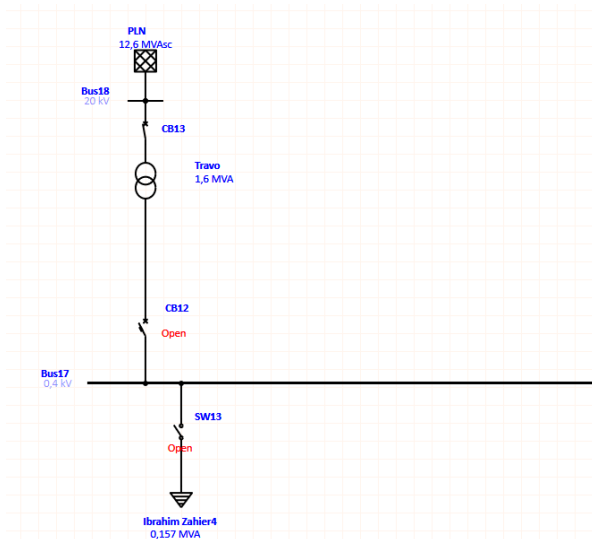 PLN
12,6 MVAsc
Bus18
20 kV
CB13
Travo
1,6 MVA
CB12
Open
Bus17
0,4 kV
SW13
Open
Ibrahim Zahier4
0,157 MVA